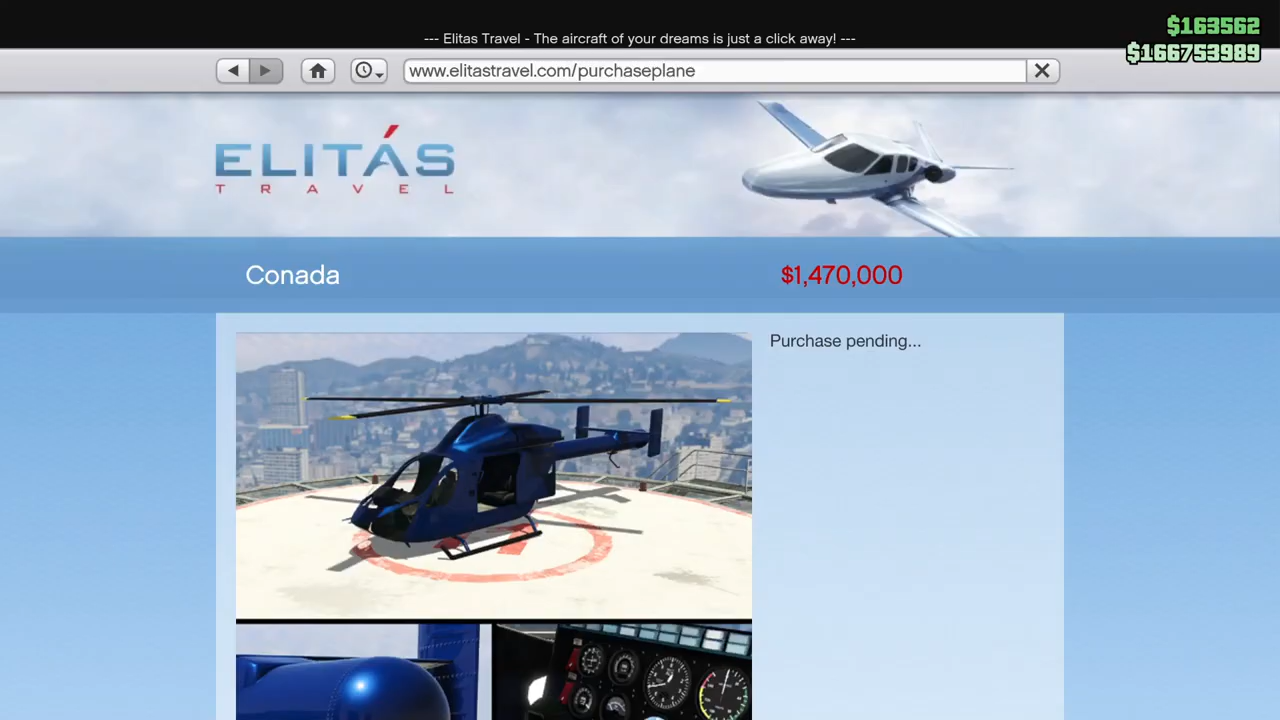 --- Elitas Travel - The aircraft of your dreams is just a click away! ---
$163562
$166753989
www.elitastravel.com/purchaseplane
ELITÁS
TRAVEL
Conada
$1,470,000
Purchase pending...